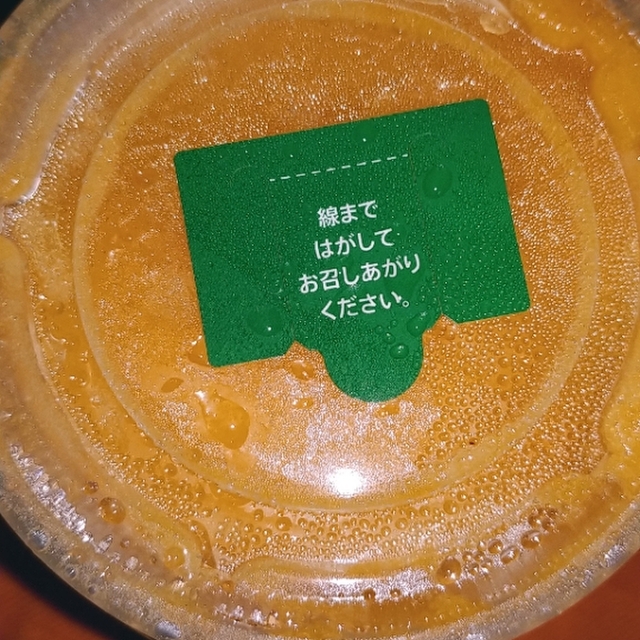 線まで
はがして
お召しあがり
ください。